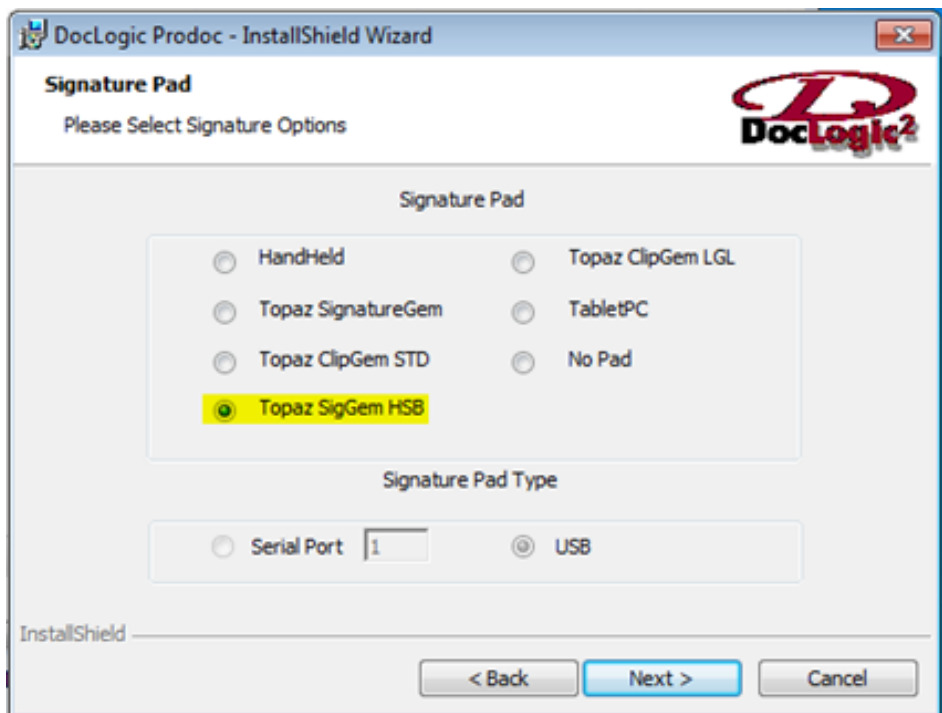 DocLogic Prodoc - InstallShield Wizard
Signature Pad
Please Select Signature Options
DocLogic2
Signature Pad
HandHeld
Topaz ClipGem LGL
Topaz SignatureGem
TabletPC
Topaz ClipGem STD
No Pad
Topaz SigGem HSB
Signature Pad Type
Serial Port 1 USB
InstallShield
< Back Next > Cancel